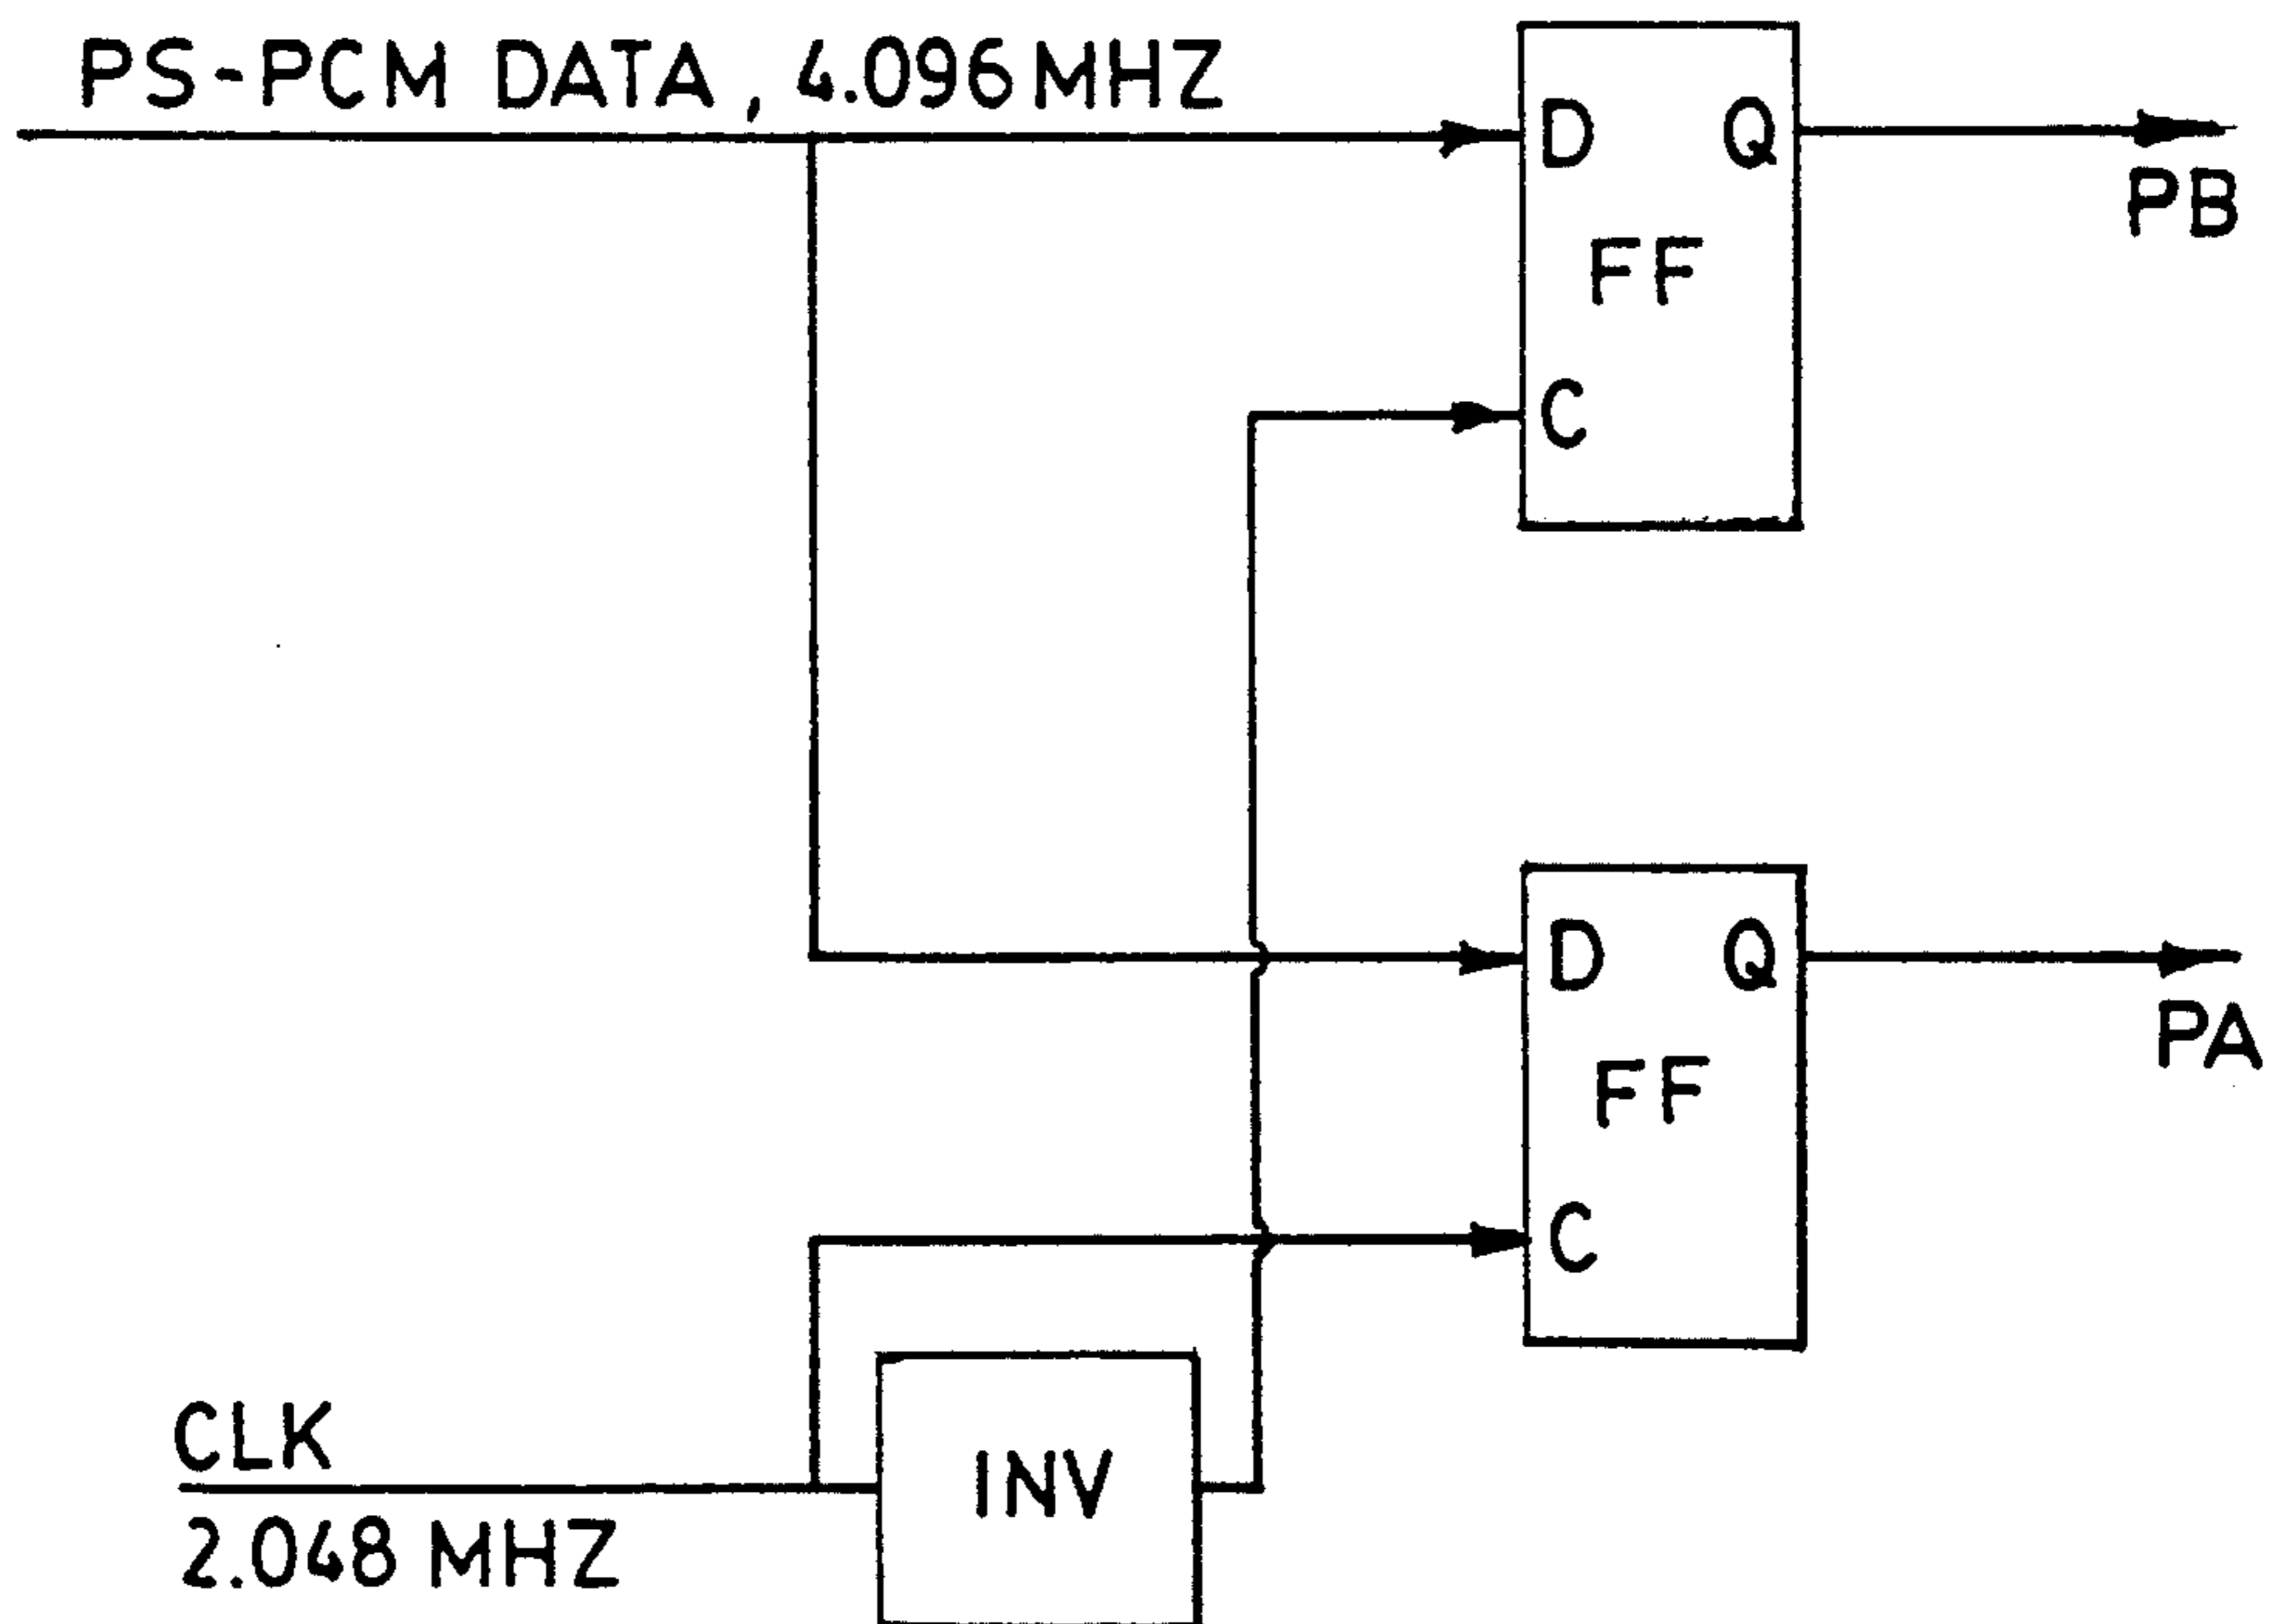 PS-PCM DATA, 4.096 MHZ
D Q
PB
FF
C
D Q
PA
FF
C
CLK
INV
2.048 MHZ